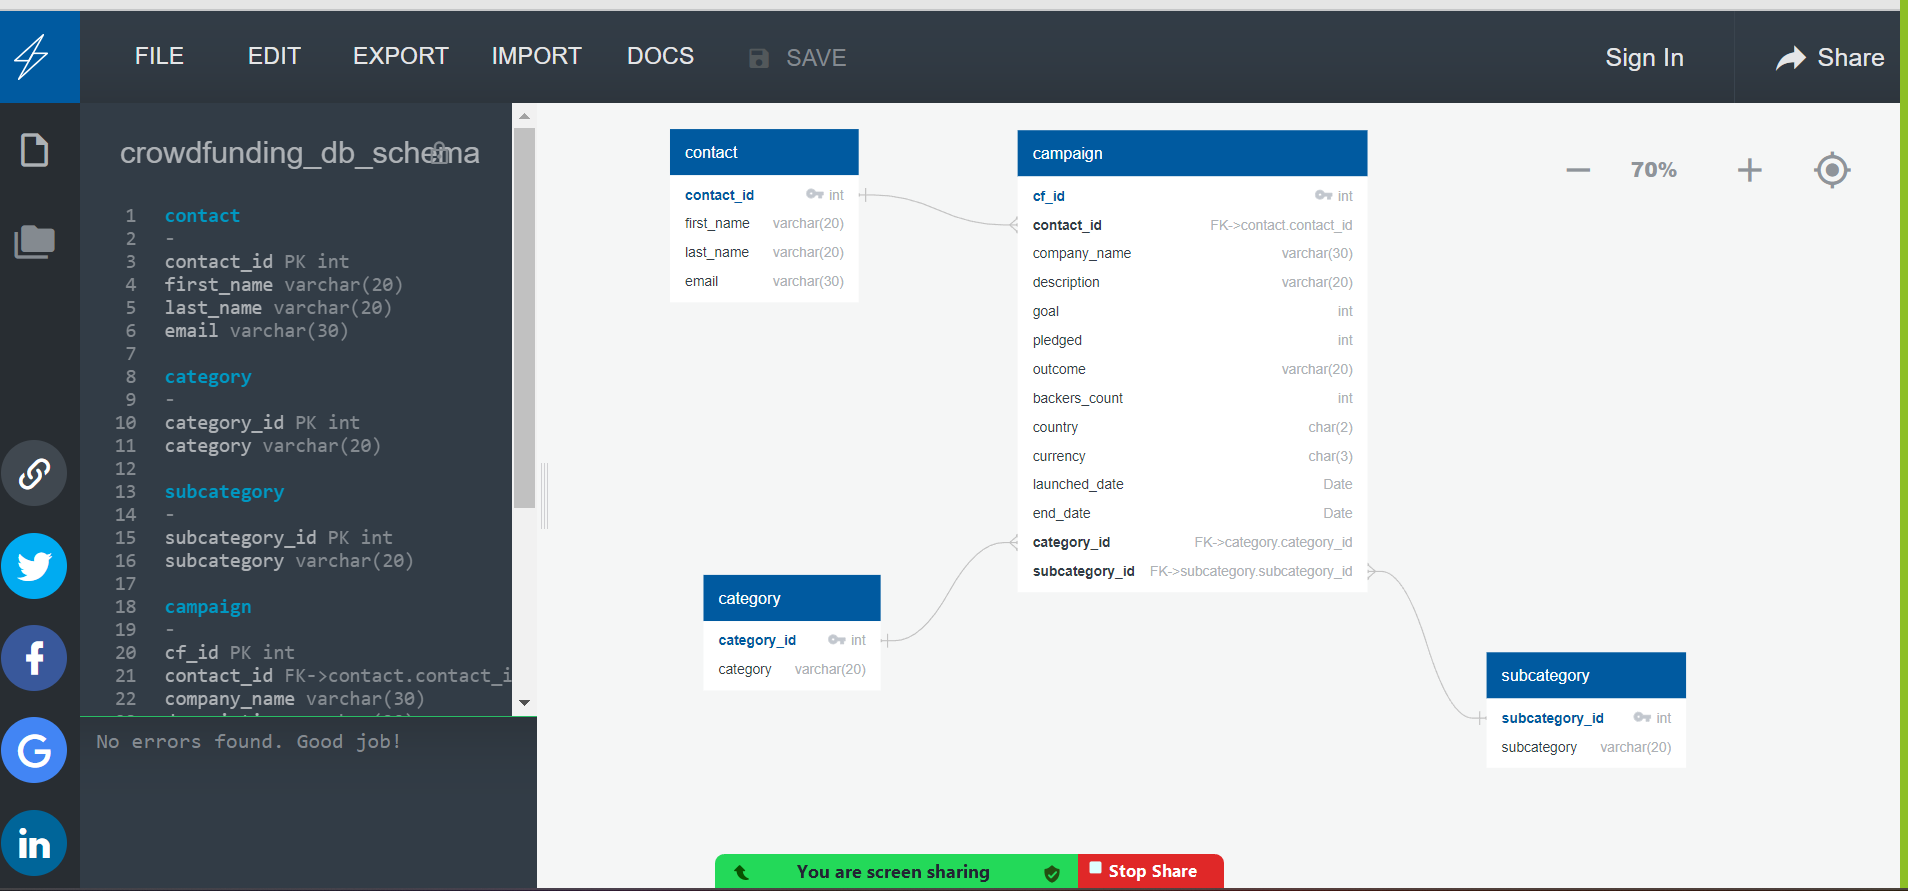 FILE EDIT EXPORT IMPORT DOCS SAVE Sign In Share
crowdfunding_db_schema
1 contact
2 -
3 contact_id PK int
4 first_name varchar(20)
5 last_name varchar(20)
6 email varchar(30)
7
8 category
9 -
10 category_id PK int
11 category varchar(20)
12
13 subcategory
14 -
15 subcategory_id PK int
16 subcategory varchar(20)
17
18 campaign
19 -
20 cf_id PK int
21 contact_id FK->contact.contact_i
22 company_name varchar(30)
No errors found. Good job!
contact
contact_id int
first_name varchar(20)
last_name varchar(20)
email varchar(30)
campaign
cf_id int
contact_id FK->contact.contact_id
company_name varchar(30)
description varchar(20)
goal int
pledged int
outcome varchar(20)
backers_count int
country char(2)
currency char(3)
launched_date Date
end_date Date
category_id FK->category.category_id
subcategory_id FK->subcategory.subcategory_id
70%
category
category_id int
category varchar(20)
subcategory
subcategory_id int
subcategory varchar(20)
You are screen sharing Stop Share